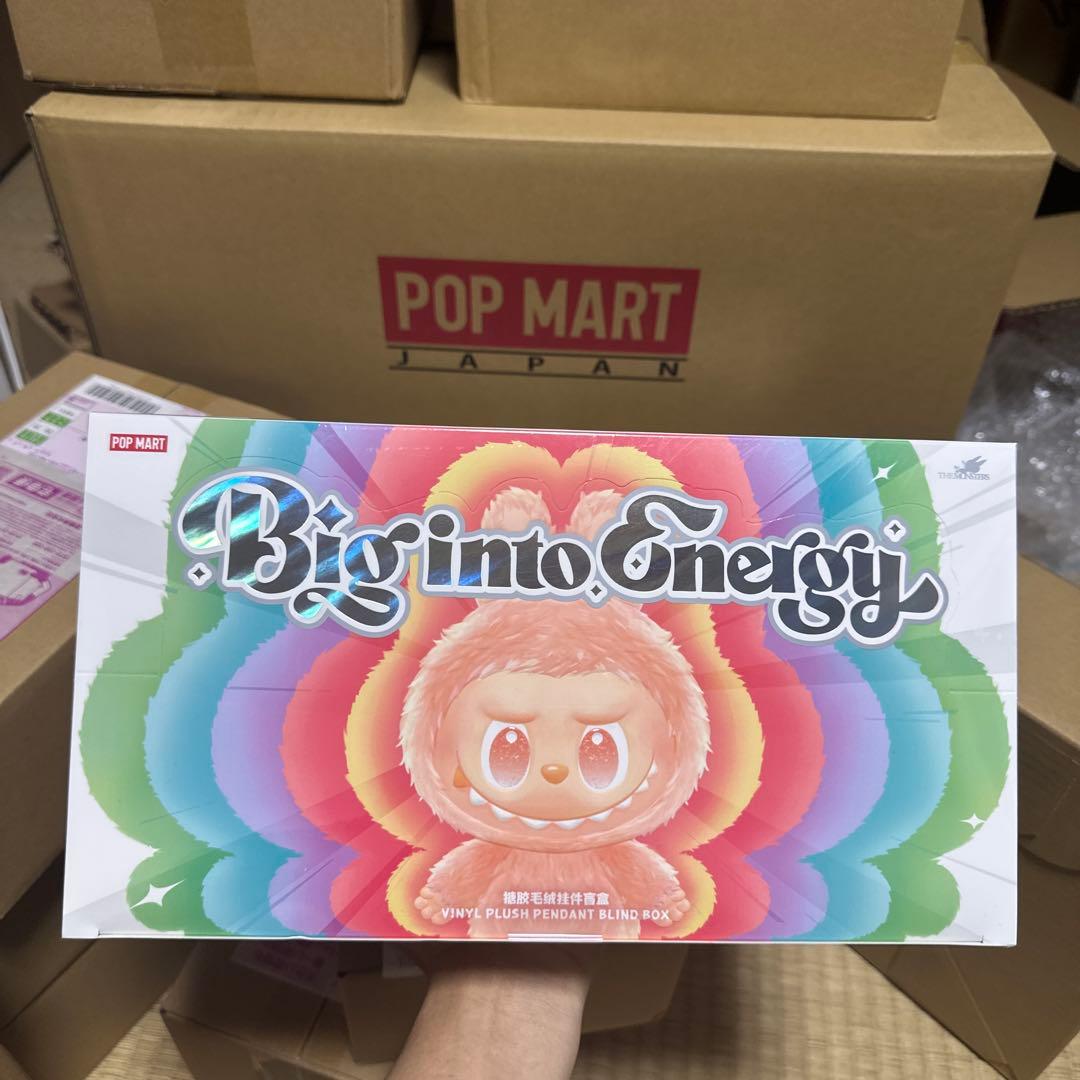 POP MART
JAPAN
POP MART
THE MONSTERS
Big into Energy
搪胶毛绒挂件盲盒
VINYL PLUSH PENDANT BLIND BOX